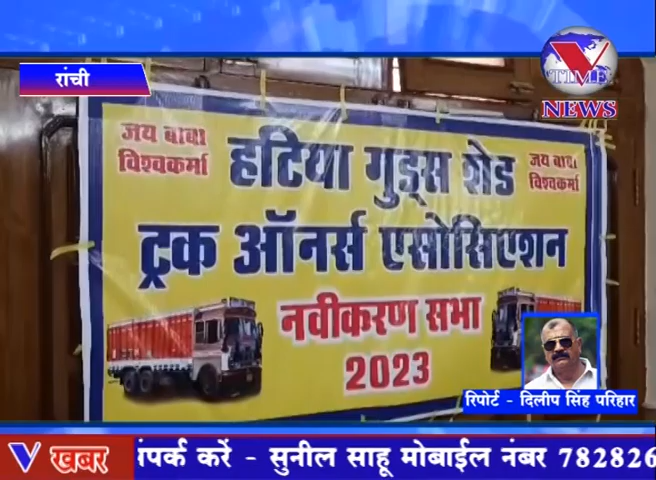 रांची
V TIME
NEWS
जय बाबा विश्वकर्मा
जय बाबा विश्वकर्मा
हटिया गुड्स शेड
ट्रक ऑनर्स एसोसिएशन
नवीकरण सभा
2023
रिपोर्ट - दिलीप सिंह परिहार
V खबर
संपर्क करें - सुनील साहू मोबाईल नंबर 782826